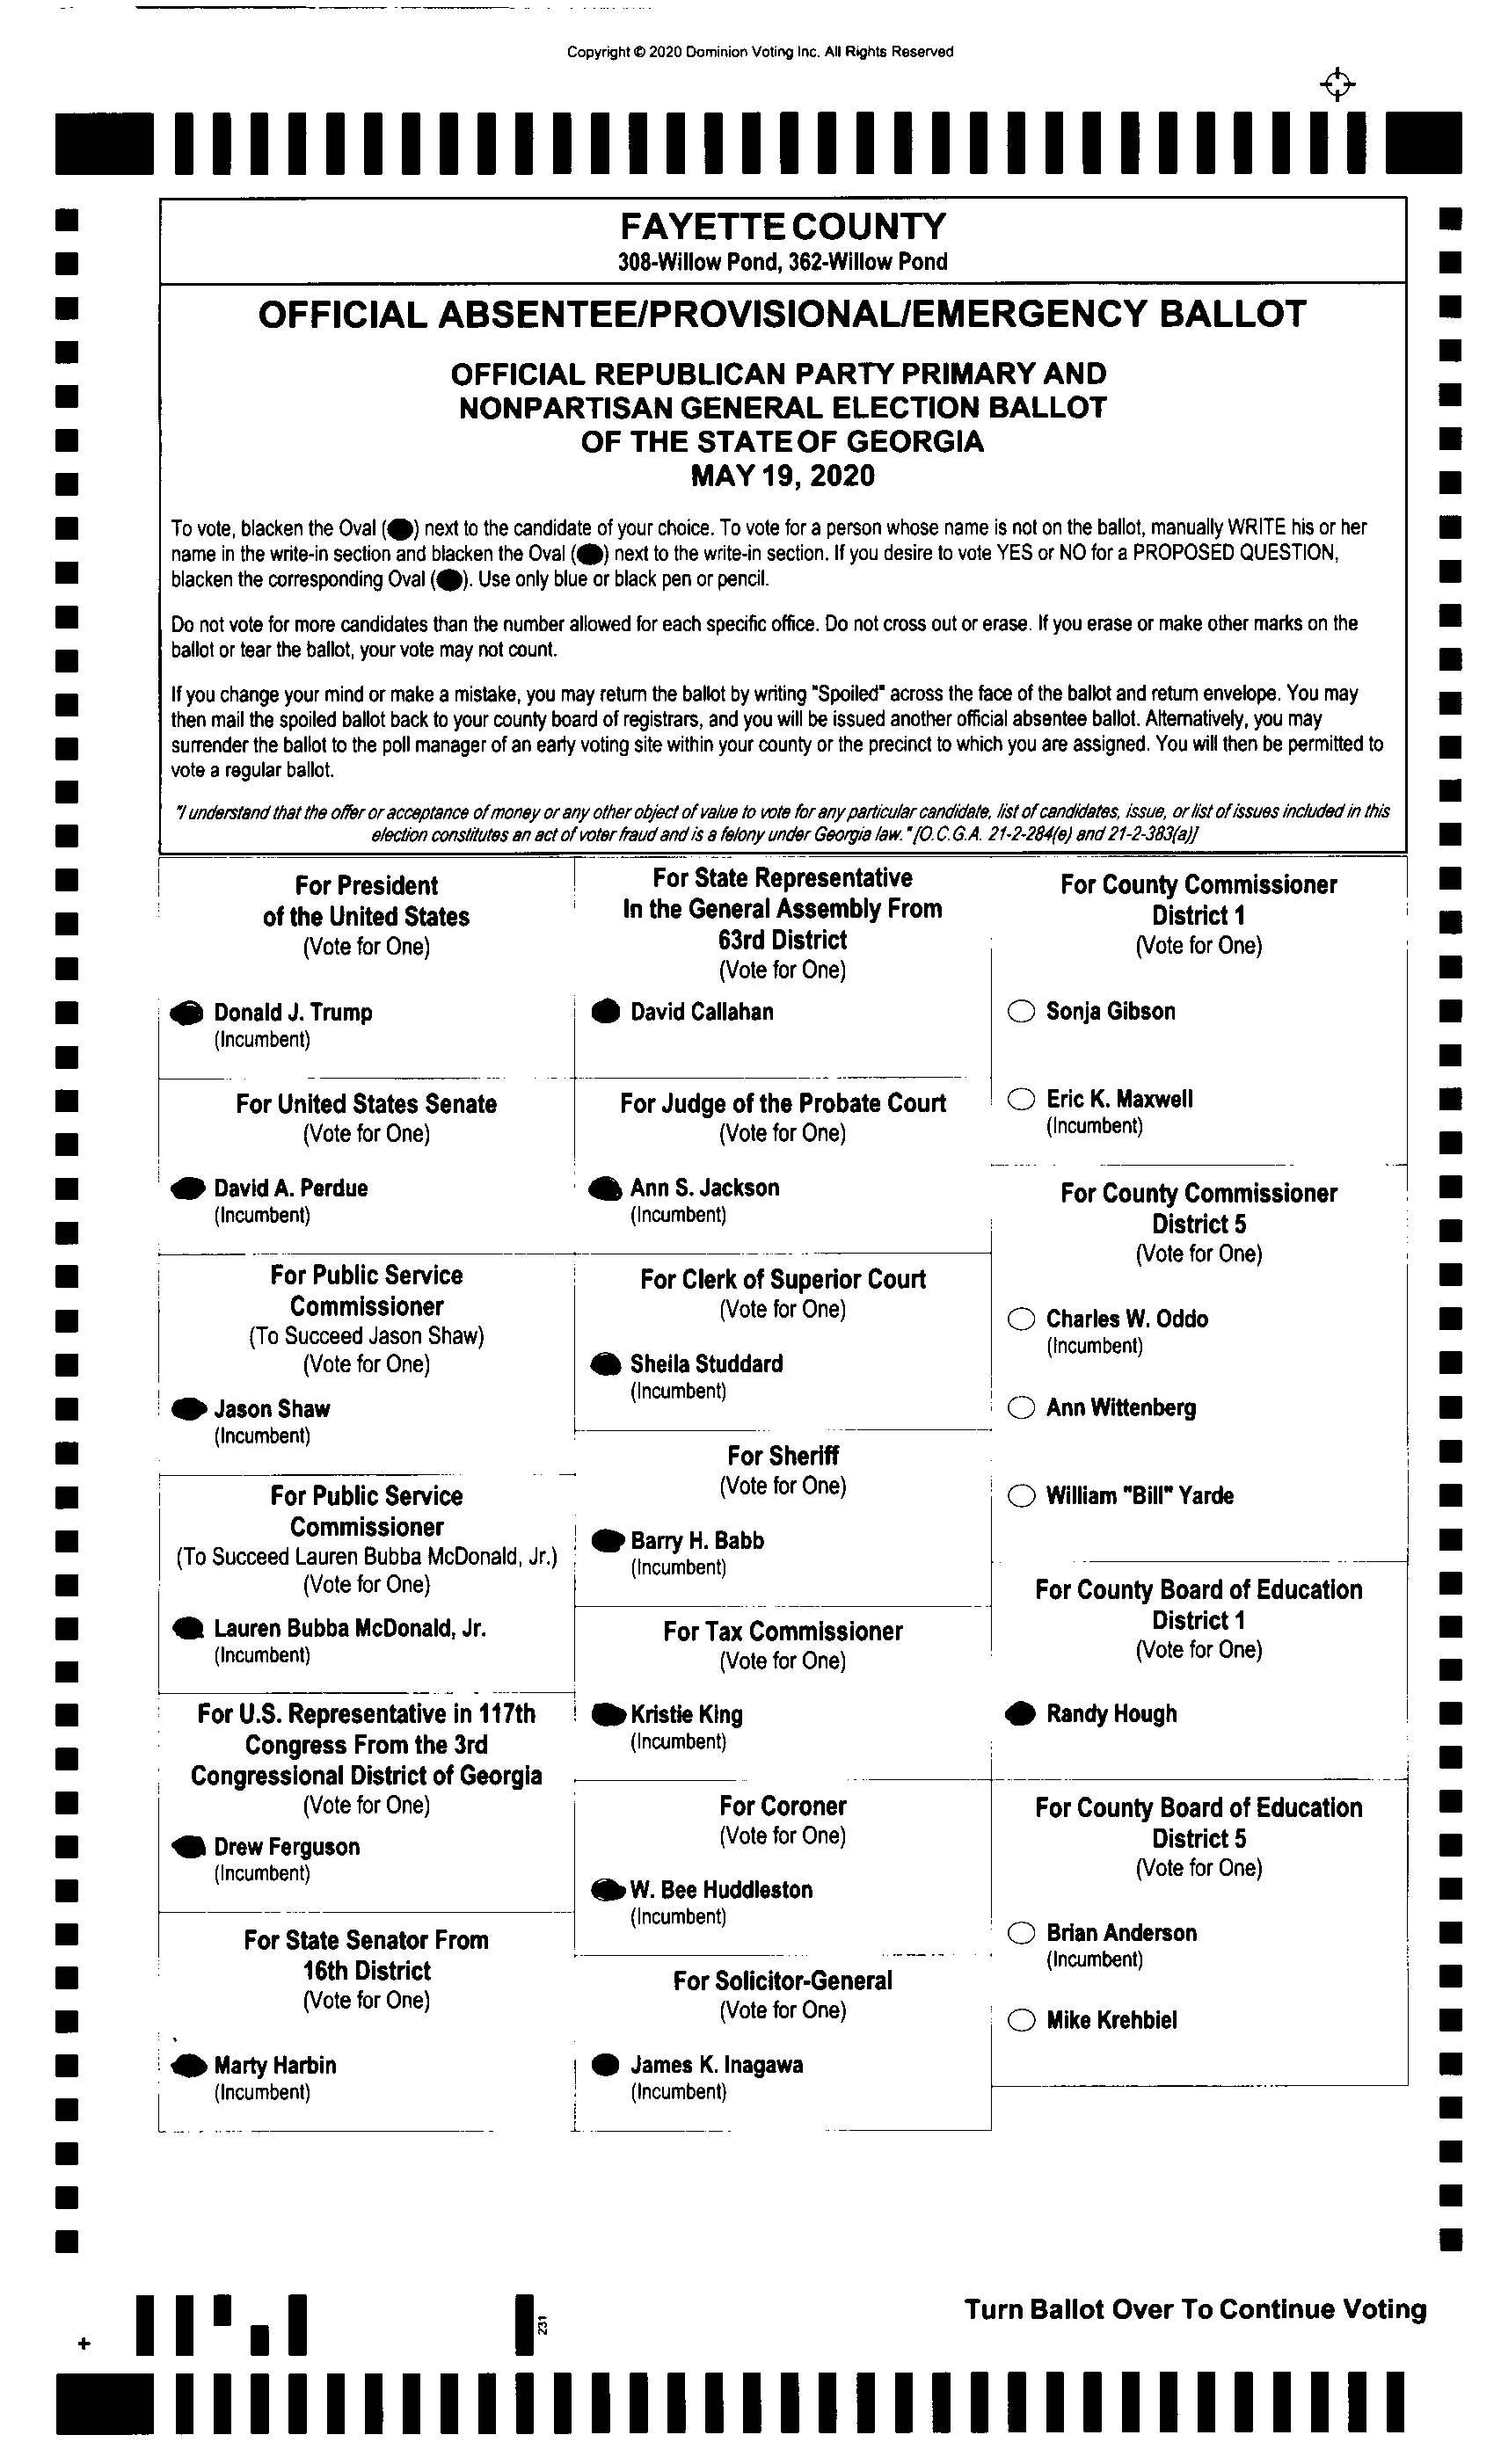 Copyright © 2020 Dominion Voting Inc. All Rights Reserved
FAYETTE COUNTY
308-Willow Pond, 362-Willow Pond
OFFICIAL ABSENTEE/PROVISIONAL/EMERGENCY BALLOT
OFFICIAL REPUBLICAN PARTY PRIMARY AND
NONPARTISAN GENERAL ELECTION BALLOT
OF THE STATE OF GEORGIA
MAY 19, 2020
To vote, blacken the Oval ( ) next to the candidate of your choice. To vote for a person whose name is not on the ballot, manually WRITE his or her
name in the write-in section and blacken the Oval ( ) next to the write-in section. If you desire to vote YES or NO for a PROPOSED QUESTION,
blacken the corresponding Oval ( ). Use only blue or black pen or pencil.
Do not vote for more candidates than the number allowed for each specific office. Do not cross out or erase. If you erase or make other marks on the
ballot or tear the ballot, your vote may not count.
If you change your mind or make a mistake, you may return the ballot by writing "Spoiled" across the face of the ballot and return envelope. You may
then mail the spoiled ballot back to your county board of registrars, and you will be issued another official absentee ballot. Alternatively, you may
surrender the ballot to the poll manager of an early voting site within your county or the precinct to which you are assigned. You will then be permitted to
vote a regular ballot.
"I understand that the offer or acceptance of money or any other object of value to vote for any particular candidate, list of candidates, issue, or list of issues included in this
election constitutes an act of voter fraud and is a felony under Georgia law." [O.C.G.A. 21-2-284(e) and 21-2-383(a)]
For President
of the United States
(Vote for One)
Donald J. Trump
(Incumbent)
For United States Senate
(Vote for One)
David A. Perdue
(Incumbent)
For Public Service
Commissioner
(To Succeed Jason Shaw)
(Vote for One)
Jason Shaw
(Incumbent)
For Public Service
Commissioner
(To Succeed Lauren Bubba McDonald, Jr.)
(Vote for One)
Lauren Bubba McDonald, Jr.
(Incumbent)
For U.S. Representative in 117th
Congress From the 3rd
Congressional District of Georgia
(Vote for One)
Drew Ferguson
(Incumbent)
For State Senator From
16th District
(Vote for One)
Marty Harbin
(Incumbent)
For State Representative
In the General Assembly From
63rd District
(Vote for One)
David Callahan
For Judge of the Probate Court
(Vote for One)
Ann S. Jackson
(Incumbent)
For Clerk of Superior Court
(Vote for One)
Sheila Studdard
(Incumbent)
For Sheriff
(Vote for One)
Barry H. Babb
(Incumbent)
For Tax Commissioner
(Vote for One)
Kristie King
(Incumbent)
For Coroner
(Vote for One)
W. Bee Huddleston
(Incumbent)
For Solicitor-General
(Vote for One)
James K. Inagawa
(Incumbent)
For County Commissioner
District 1
(Vote for One)
Sonja Gibson
Eric K. Maxwell
(Incumbent)
For County Commissioner
District 5
(Vote for One)
Charles W. Oddo
(Incumbent)
Ann Wittenberg
William "Bill" Yarde
For County Board of Education
District 1
(Vote for One)
Randy Hough
For County Board of Education
District 5
(Vote for One)
Brian Anderson
(Incumbent)
Mike Krehbiel
Turn Ballot Over To Continue Voting
231
+